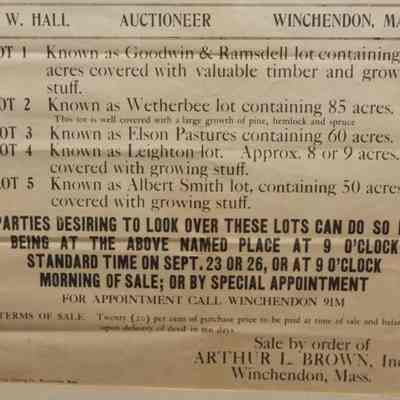 W. HALL AUCTIONEER WINCHENDON, MA
OT 1 Known as Goodwin & Ramsdell lot containing
acres covered with valuable timber and grow
stuff.
OT 2 Known as Wetherbee lot containing 85 acres.
This lot is well covered with a large growth of pine, hemlock and spruce
OT 3 Known as Elson Pastures containing 60 acres.
OT 4 Known as Leighton lot. Approx. 8 or 9 acres.
covered with growing stuff.
OT 5 Known as Albert Smith lot, containing 50 acres
covered with growing stuff.
PARTIES DESIRING TO LOOK OVER THESE LOTS CAN DO SO
BEING AT THE ABOVE NAMED PLACE AT 9 O'CLOCK
STANDARD TIME ON SEPT. 23 OR 26, OR AT 9 O'CLOCK
MORNING OF SALE; OR BY SPECIAL APPOINTMENT
FOR APPOINTMENT CALL WINCHENDON 91M
TERMS OF SALE Twenty (20) per cent of purchase price to be paid at time of sale and balan
upon delivery of deed in ten days.
Sale by order of
ARTHUR L. BROWN, Inc
Winchendon, Mass.